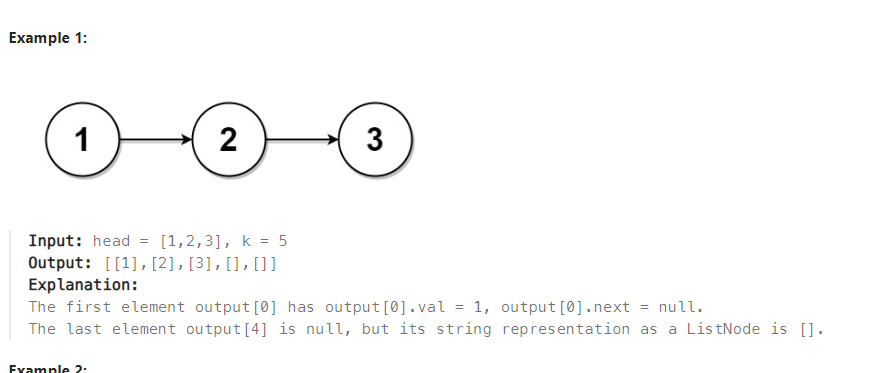 Example 1:
1 2 3
Input: head = [1,2,3], k = 5
Output: [[1],[2],[3],[],[]]
Explanation:
The first element output[0] has output[0].val = 1, output[0].next = null.
The last element output[4] is null, but its string representation as a ListNode is [].
Example 2: